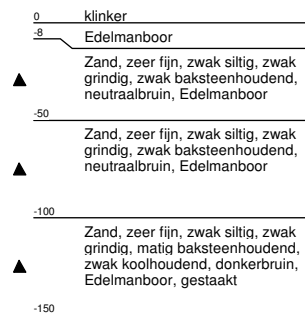 0 klinker
-8 Edelmanboor
Zand, zeer fijn, zwak siltig, zwak
grindig, zwak baksteenhoudend,
neutraalbruin, Edelmanboor
-50
Zand, zeer fijn, zwak siltig, zwak
grindig, zwak baksteenhoudend,
neutraalbruin, Edelmanboor
-100
Zand, zeer fijn, zwak siltig, zwak
grindig, matig baksteenhoudend,
zwak koolhoudend, donkerbruin,
Edelmanboor, gestaakt
-150